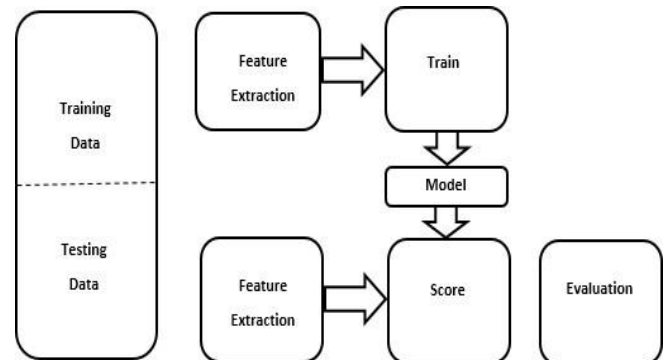 Training
Data
Testing
Data
Feature
Extraction
Train
Model
Feature
Extraction
Score
Evaluation